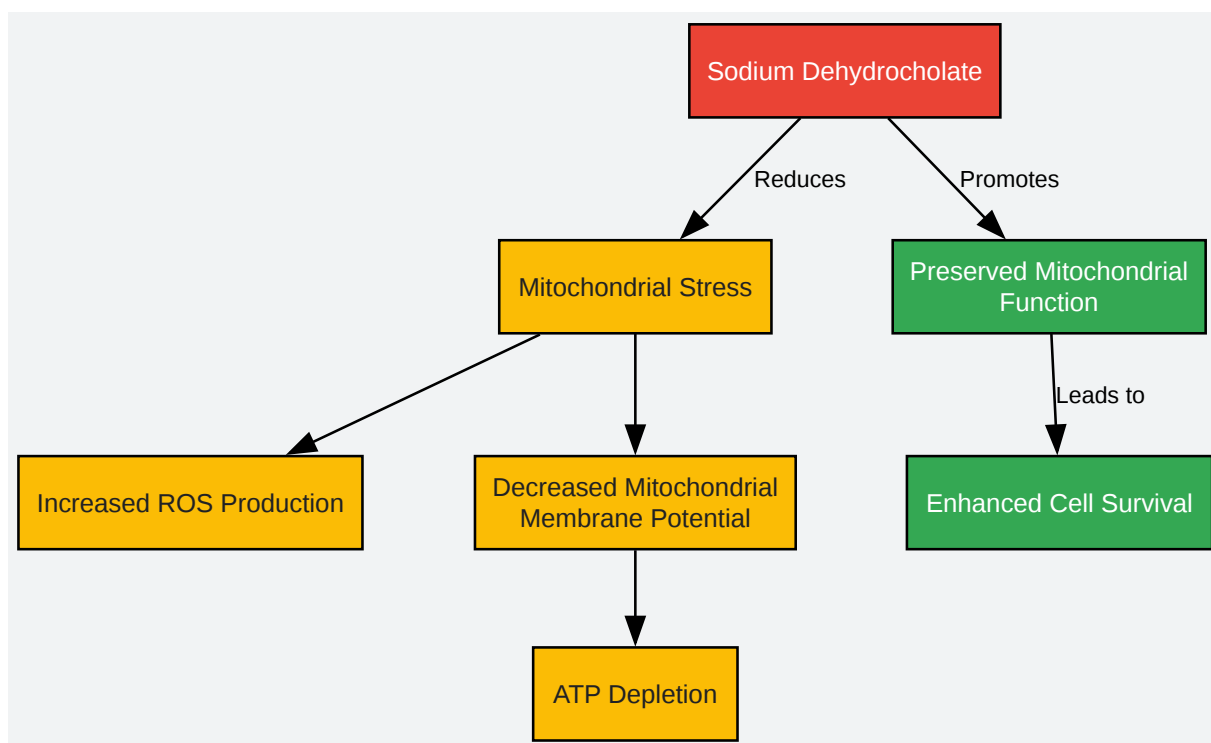 Sodium Dehydrocholate
Reduces
Promotes
Mitochondrial Stress
Preserved Mitochondrial
Function
Leads to
Increased ROS Production
Decreased Mitochondrial
Membrane Potential
Enhanced Cell Survival
ATP Depletion